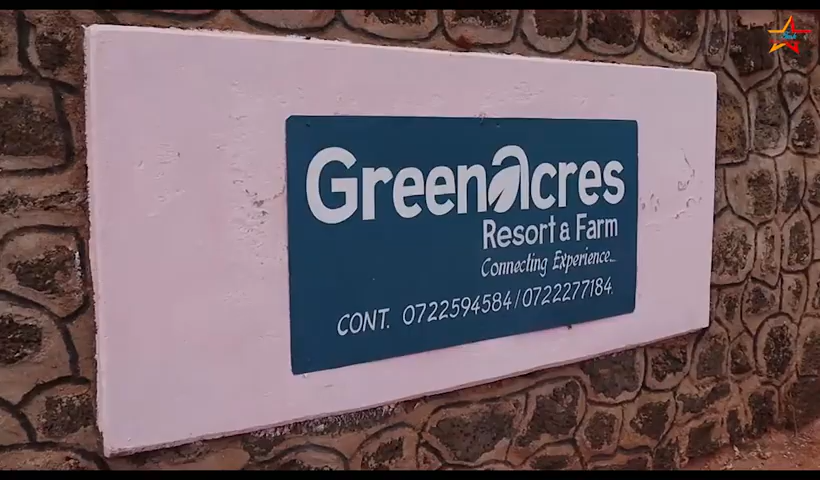 GreenAcres
Resort & Farm
Connecting Experience...
CONT. 0722594584/0722277184.